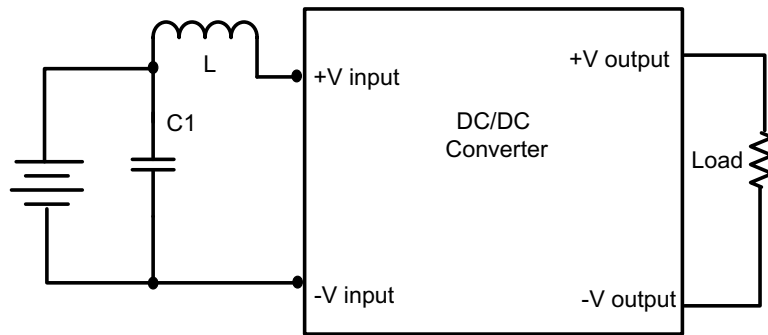 L
+V input
+V output
C1
DC/DC
Converter
Load
-V input
-V output